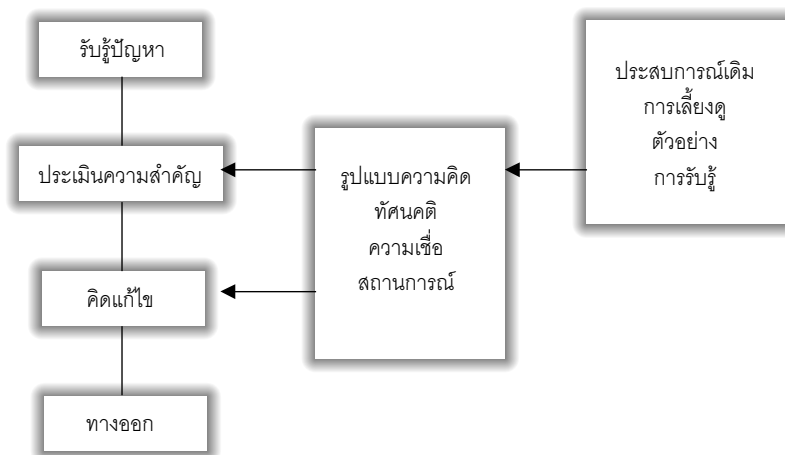 รับรู้ปัญหา
ประเมินความสำคัญ
คิดแก้ไข
ทางออก
รูปแบบความคิด
ทัศนคติ
ความเชื่อ
สถานการณ์
ประสบการณ์เดิม
การเลี้ยงดู
ตัวอย่าง
การรับรู้